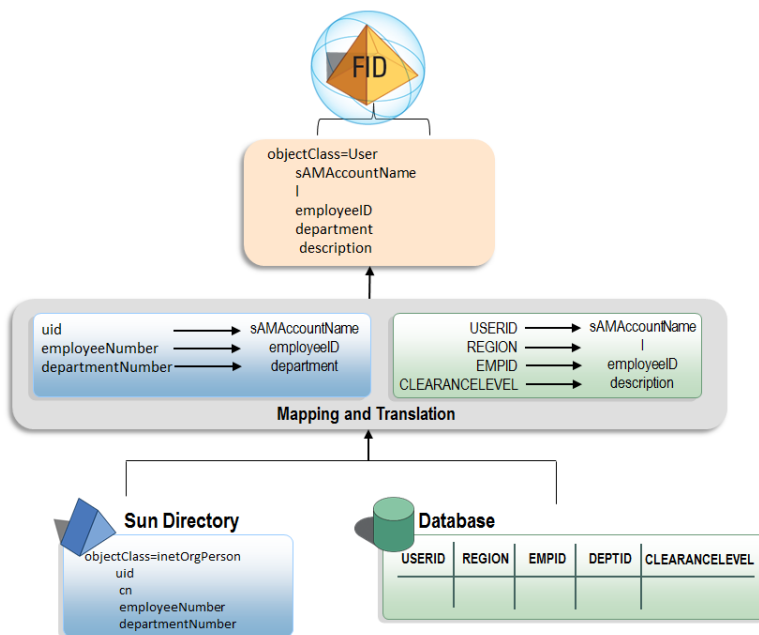 FID
objectClass=User
sAMAccountName
l
employeeID
department
description
uid sAMAccountName
employeeNumber employeeID
departmentNumber department
USERID sAMAccountName
REGION l
EMPID employeeID
CLEARANCELEVEL description
Mapping and Translation
Sun Directory
objectClass=inetOrgPerson
uid
cn
employeeNumber
departmentNumber
Database
USERID REGION EMPID DEPTID CLEARANCELEVEL